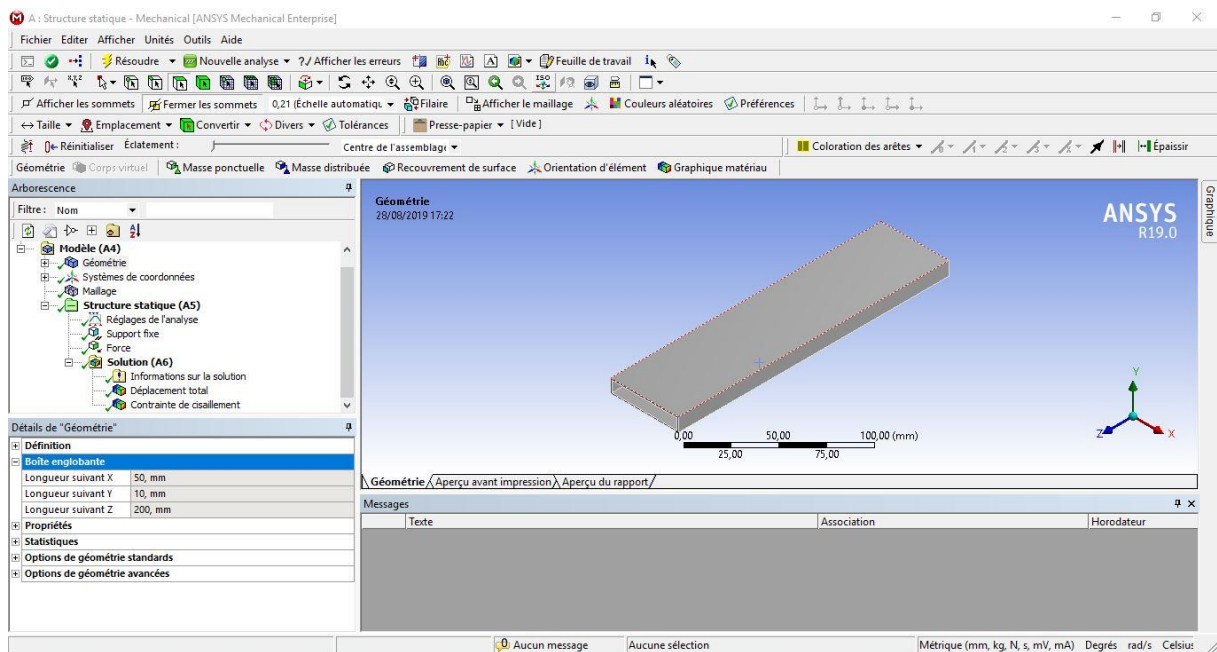 A : Structure statique - Mechanical [ANSYS Mechanical Enterprise]
Fichier Editer Afficher Unités Outils Aide
Résoudre Nouvelle analyse ?✓ Afficher les erreurs A Feuille de travail
ISO
Afficher les sommets Fermer les sommets 0,21 (Échelle automatiqu Filaire Afficher le maillage Couleurs aléatoires Préférences
Taille Emplacement Convertir Divers Tolérances Presse-papier [Vide]
Réinitialiser Éclatement : Centre de l'assemblag Coloration des arêtes Épaissir
Géométrie Corps virtuel Masse ponctuelle Masse distribuée Recouvrement de surface Orientation d'élément Graphique matériau
Arborescence
Filtre : Nom
Modèle (A4)
Géométrie
Systèmes de coordonnées
Maillage
Structure statique (A5)
Réglages de l'analyse
Support fixe
Force
Solution (A6)
Informations sur la solution
Déplacement total
Contrainte de cisaillement
Détails de "Géométrie"
Définition
Boîte englobante
Longueur suivant X 50, mm
Longueur suivant Y 10, mm
Longueur suivant Z 200, mm
Propriétés
Statistiques
Options de géométrie standards
Options de géométrie avancées
Géométrie
28/08/2019 17:22
ANSYS
R19.0
Graphique
Y
Z
X
0,00 50,00 100,00 (mm)
25,00 75,00
Géométrie Aperçu avant impression Aperçu du rapport
Messages
Texte Association Horodateur
0 Aucun message Aucune sélection Métrique (mm, kg, N, s, mV, mA) Degrés rad/s Celsius